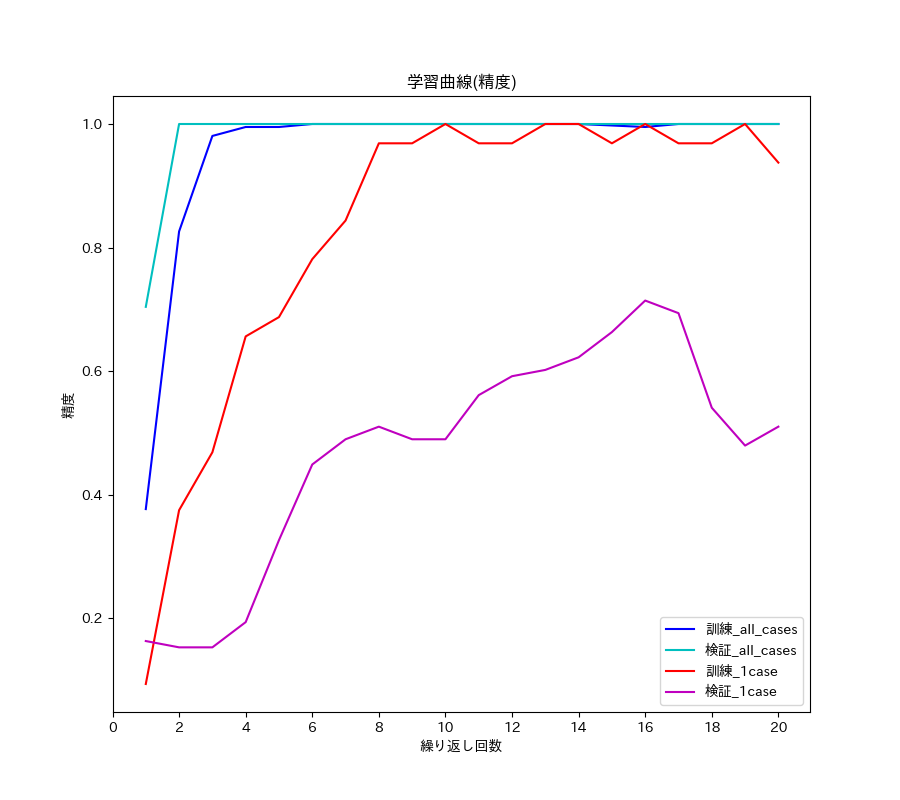 学習曲線(精度)
1.0
0.8
0.6
0.4
0.2
精度
訓練_all_cases
検証_all_cases
訓練_1case
検証_1case
0 2 4 6 8 10 12 14 16 18 20
繰り返し回数